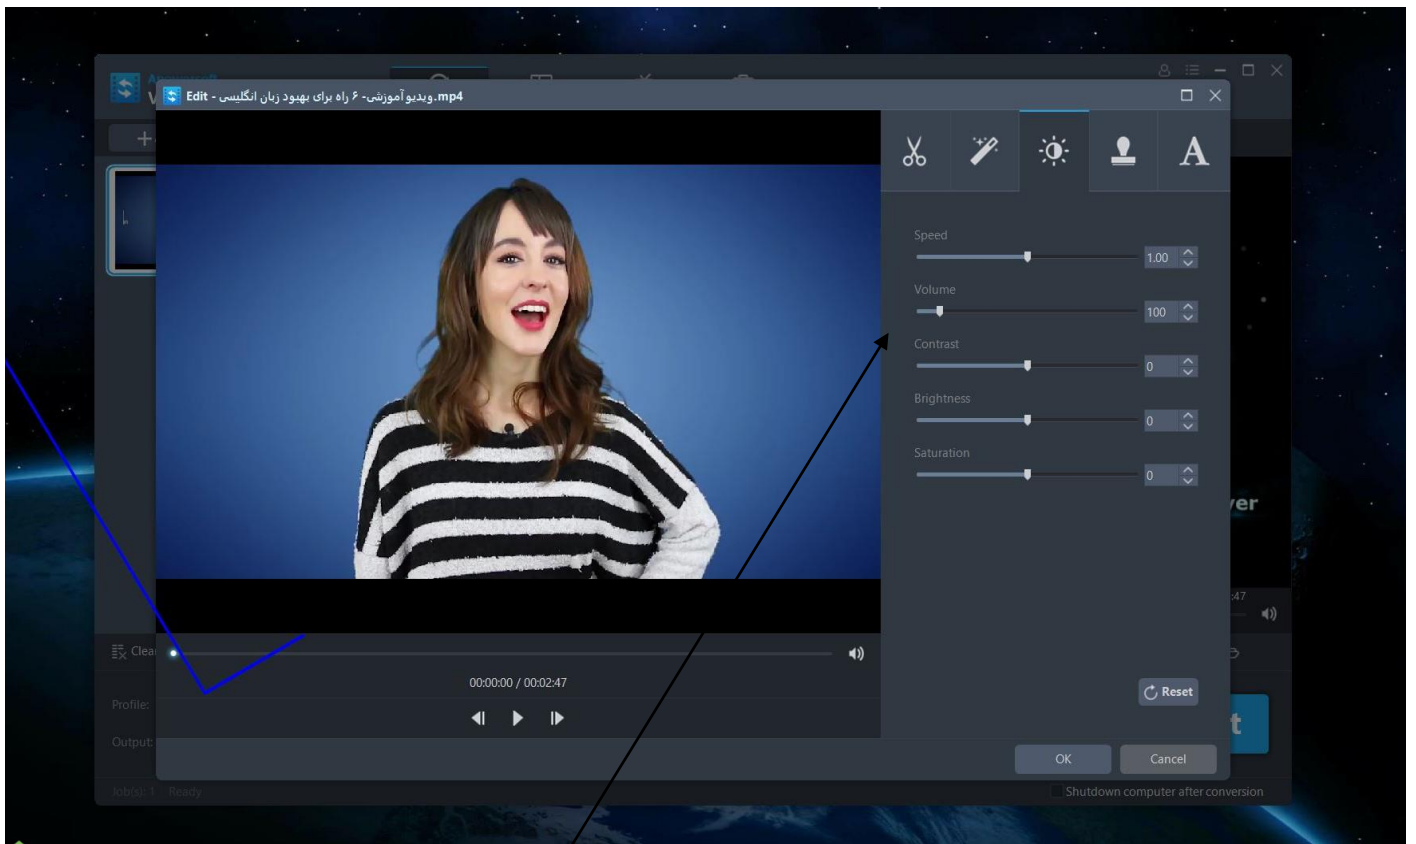 Edit - ویدیو آموزشی- ۶ راه برای بهبود زبان انگلیسی.mp4
Speed
1.00
Volume
100
Contrast
0
Brightness
0
Saturation
0
00:00:00 / 00:02:47
Reset
OK
Cancel
Profile:
Output:
Job(s): 1 Ready
Shutdown computer after conversion
:47
A